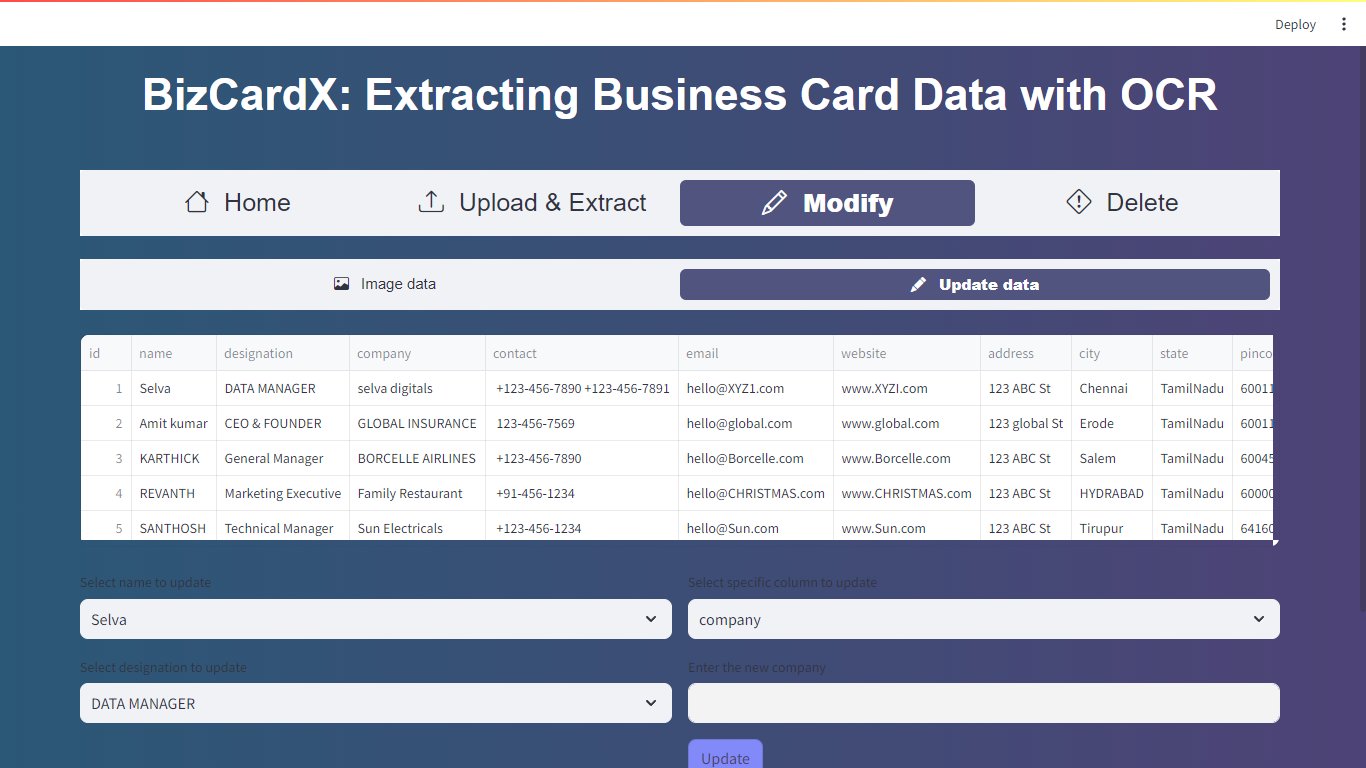 Deploy
BizCardX: Extracting Business Card Data with OCR
Home Upload & Extract Modify Delete
Image data Update data
id name designation company contact email website address city state pinco
1 Selva DATA MANAGER selva digitals +123-456-7890 +123-456-7891 hello@XYZ1.com www.XYZI.com 123 ABC St Chennai TamilNadu 60011
2 Amit kumar CEO & FOUNDER GLOBAL INSURANCE 123-456-7569 hello@global.com www.global.com 123 global St Erode TamilNadu 60011
3 KARTHICK General Manager BORCELLE AIRLINES +123-456-7890 hello@Borcelle.com www.Borcelle.com 123 ABC St Salem TamilNadu 60045
4 REVANTH Marketing Executive Family Restaurant +91-456-1234 hello@CHRISTMAS.com www.CHRISTMAS.com 123 ABC St HYDRABAD TamilNadu 60000
5 SANTHOSH Technical Manager Sun Electricals +123-456-1234 hello@Sun.com www.Sun.com 123 ABC St Tirupur TamilNadu 64160
Select name to update Select specific column to update
Selva company
Select designation to update Enter the new company
DATA MANAGER
Update